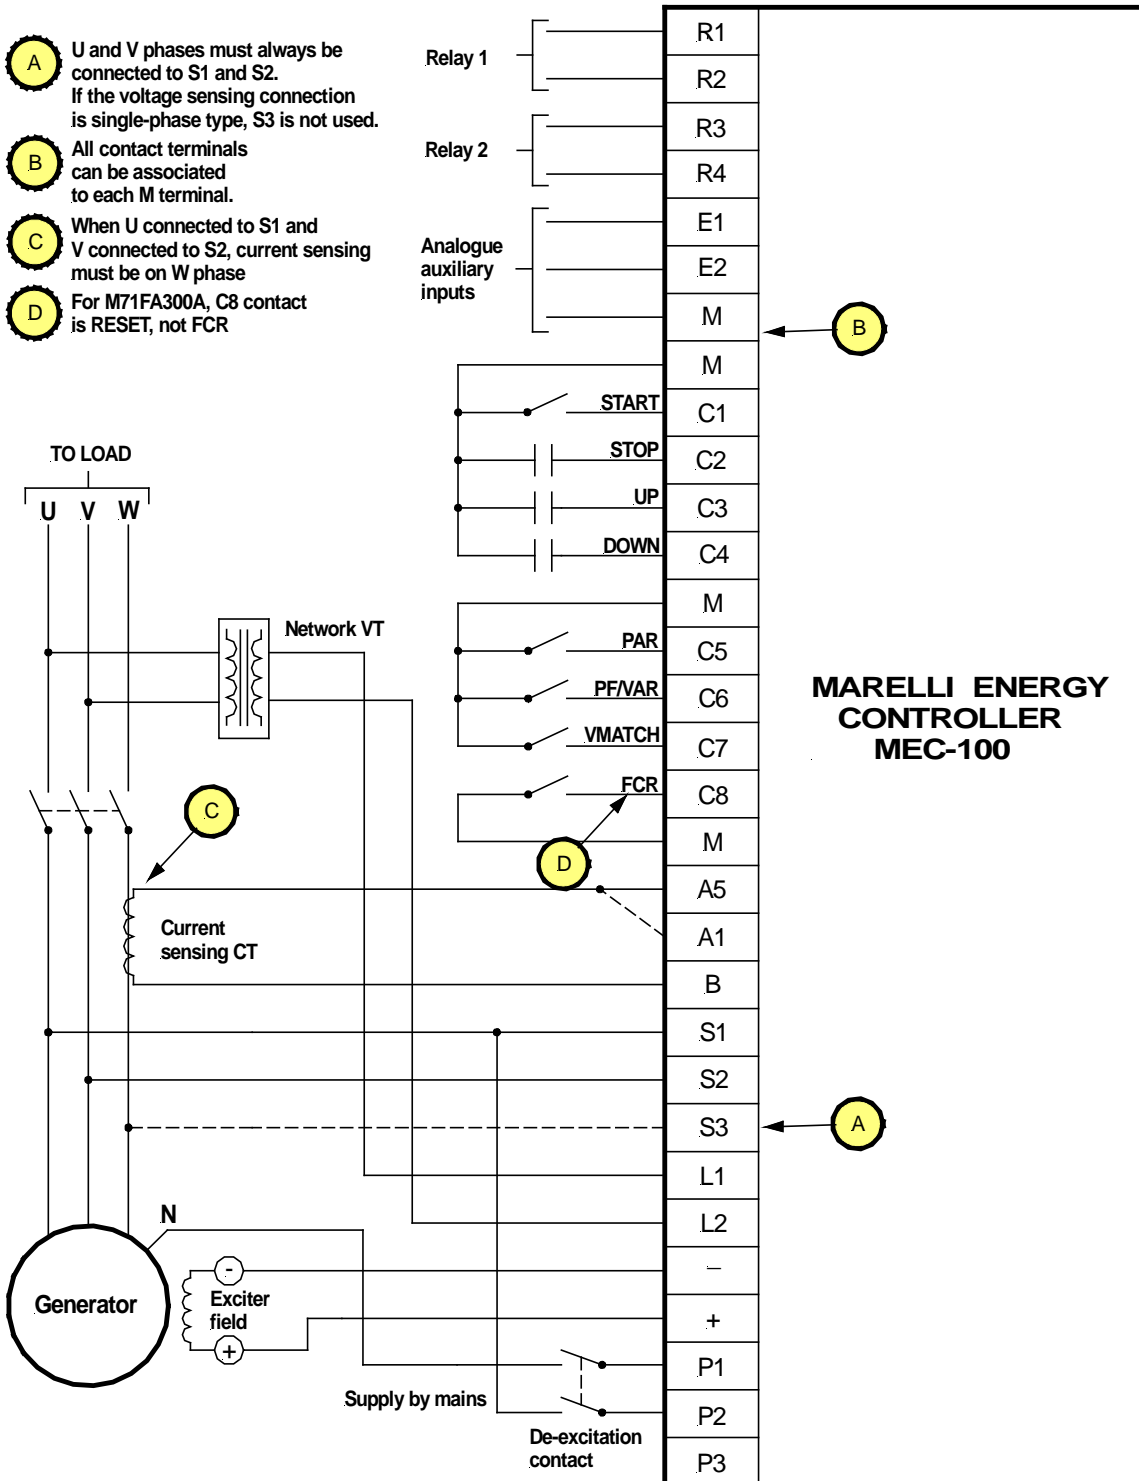 A
U and V phases must always be
connected to S1 and S2.
If the voltage sensing connection
is single-phase type, S3 is not used.
B
All contact terminals
can be associated
to each M terminal.
C
When U connected to S1 and
V connected to S2, current sensing
must be on W phase
D
For M71FA300A, C8 contact
is RESET, not FCR
Relay 1
R1
R2
Relay 2
R3
R4
Analogue
auxiliary
inputs
E1
E2
M
B
M
START
C1
STOP
C2
UP
C3
DOWN
C4
M
PAR
C5
PF/VAR
C6
VMATCH
C7
FCR
C8
D
M
A5
A1
B
S1
S2
S3
A
L1
L2
–
+
P1
P2
P3
MARELLI ENERGY
CONTROLLER
MEC-100
TO LOAD
U V W
Network VT
C
Current
sensing CT
N
Generator
-
Exciter
field
+
Supply by mains
De-excitation
contact